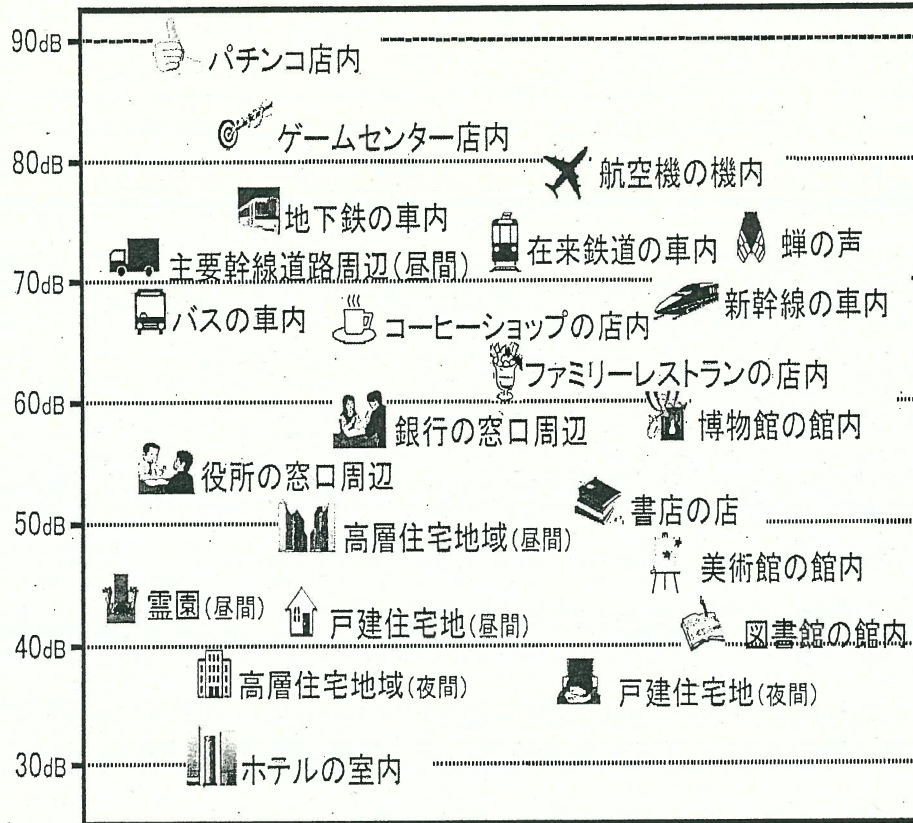 90dB
パチンコ店内
ゲームセンター店内
80dB
航空機の機内
地下鉄の車内
在来鉄道の車内
蝉の声
主要幹線道路周辺(昼間)
70dB
バスの車内
コーヒーショップの店内
新幹線の車内
ファミリーレストランの店内
60dB
銀行の窓口周辺
博物館の館内
役所の窓口周辺
書店の店
50dB
高層住宅地域(昼間)
美術館の館内
霊園(昼間)
戸建住宅地(昼間)
図書館の館内
40dB
高層住宅地域(夜間)
戸建住宅地(夜間)
30dB
ホテルの室内